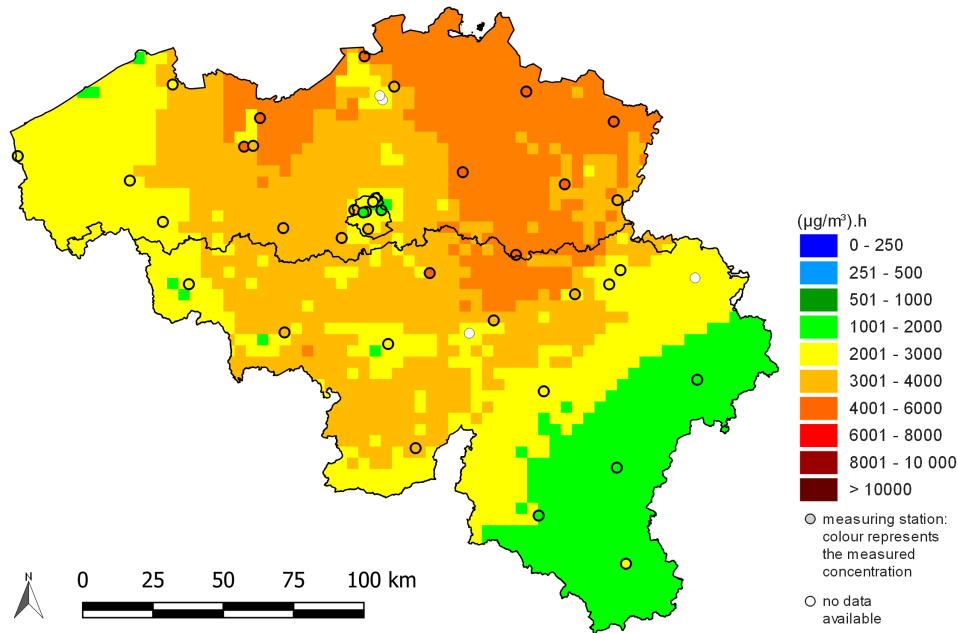 (µg/m³).h
0 - 250
251 - 500
501 - 1000
1001 - 2000
2001 - 3000
3001 - 4000
4001 - 6000
6001 - 8000
8001 - 10 000
> 10000
measuring station:
colour represents
the measured
concentration
no data
available
N
0 25 50 75 100 km